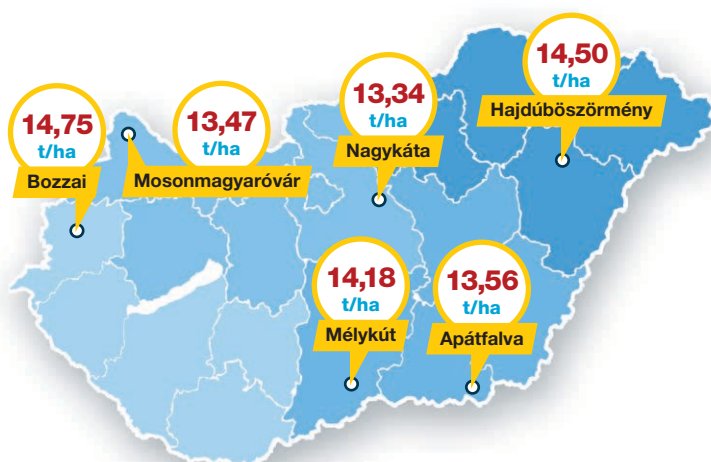 14,75
t/ha
Bozzai
13,47
t/ha
Mosonmagyaróvár
13,34
t/ha
Nagykáta
14,50
t/ha
Hajdúböszörmény
14,18
t/ha
Mélykút
13,56
t/ha
Apátfalva